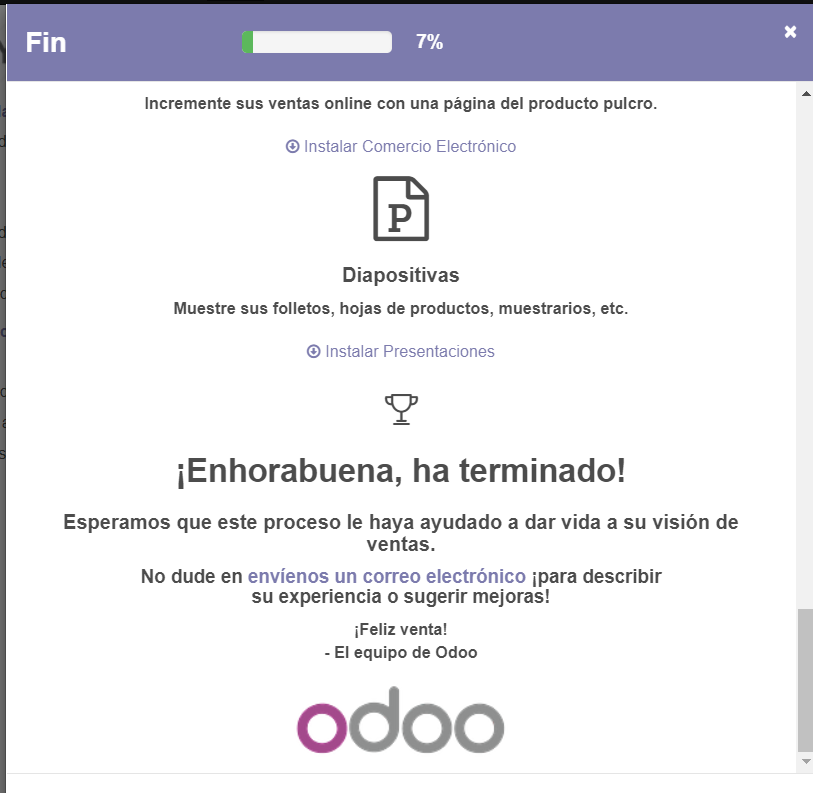 Fin
7%
Incremente sus ventas online con una página del producto pulcro.
Instalar Comercio Electrónico
P
Diapositivas
Muestre sus folletos, hojas de productos, muestrarios, etc.
Instalar Presentaciones
¡Enhorabuena, ha terminado!
Esperamos que este proceso le haya ayudado a dar vida a su visión de
ventas.
No dude en envíenos un correo electrónico ¡para describir
su experiencia o sugerir mejoras!
¡Feliz venta!
- El equipo de Odoo
odoo